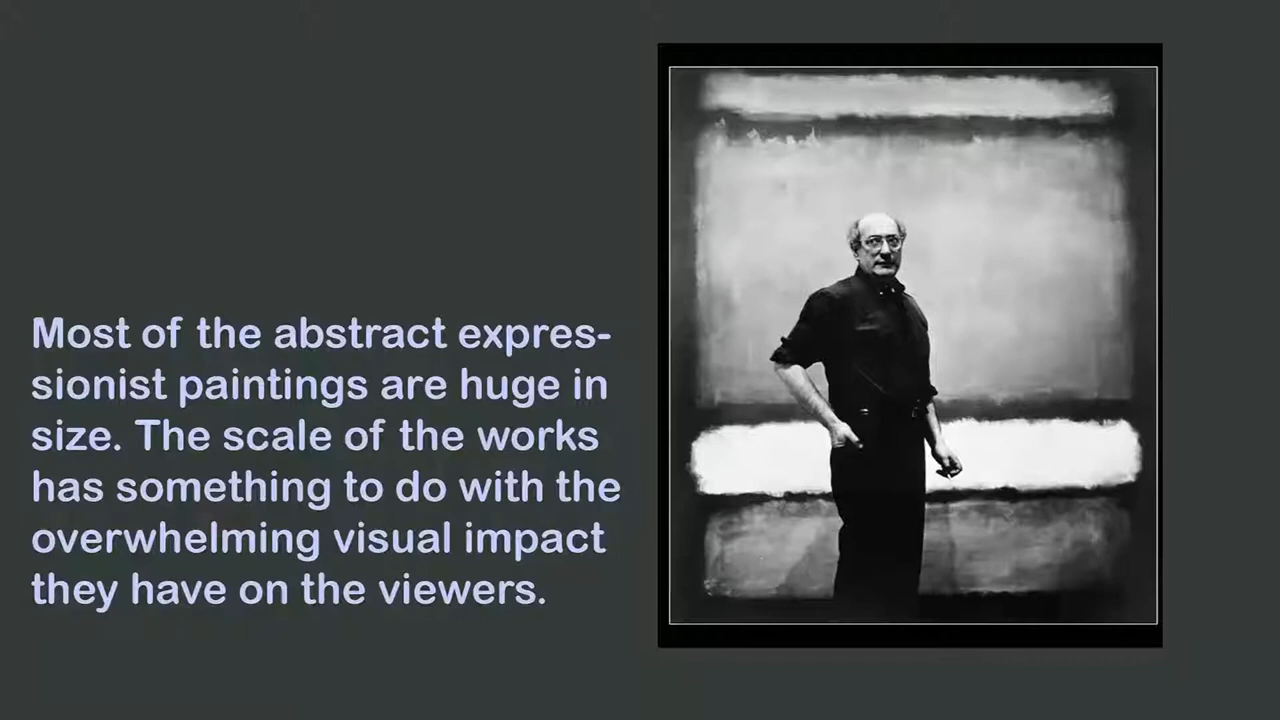 Most of the abstract expres-
sionist paintings are huge in
size. The scale of the works
has something to do with the
overwhelming visual impact
they have on the viewers.